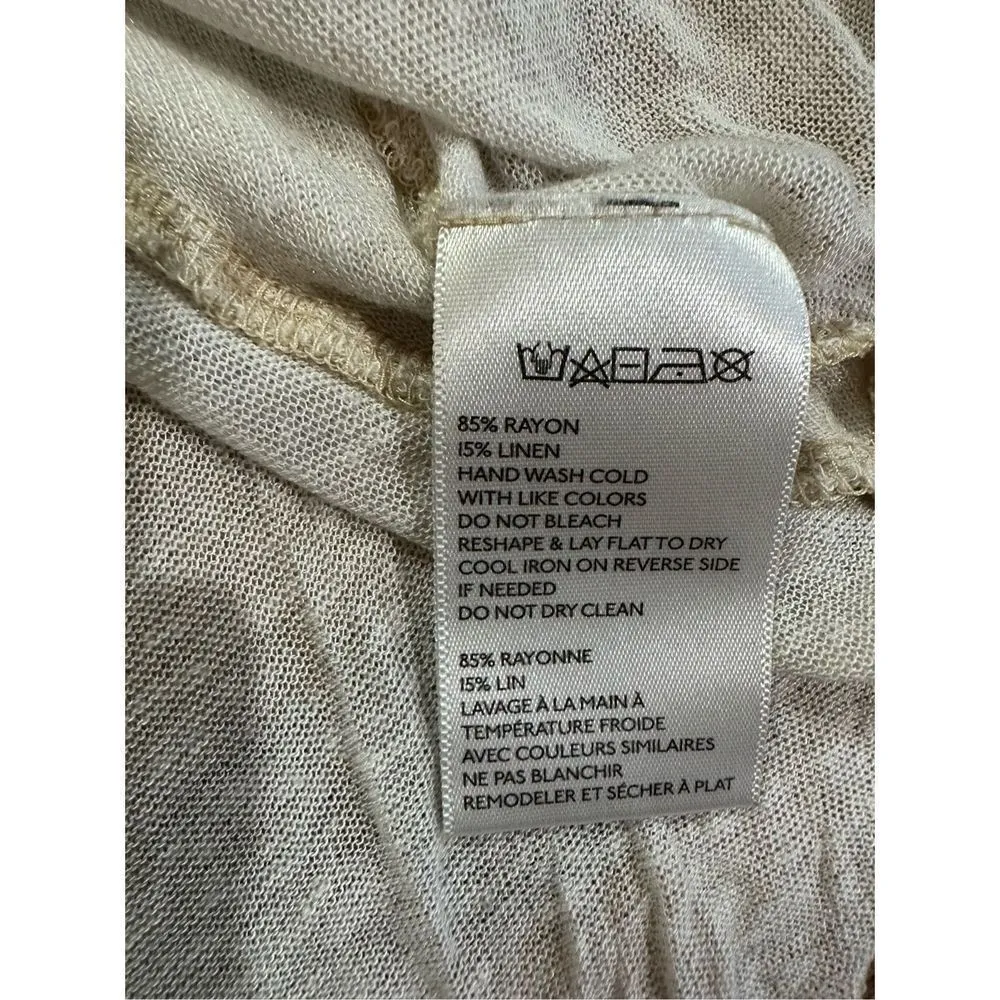 85% RAYON
15% LINEN
HAND WASH COLD
WITH LIKE COLORS
DO NOT BLEACH
RESHAPE & LAY FLAT TO DRY
COOL IRON ON REVERSE SIDE
IF NEEDED
DO NOT DRY CLEAN
85% RAYONNE
15% LIN
LAVAGE À LA MAIN À
TEMPÉRATURE FROIDE
AVEC COULEURS SIMILAIRES
NE PAS BLANCHIR
REMODELER ET SÉCHER À PLAT